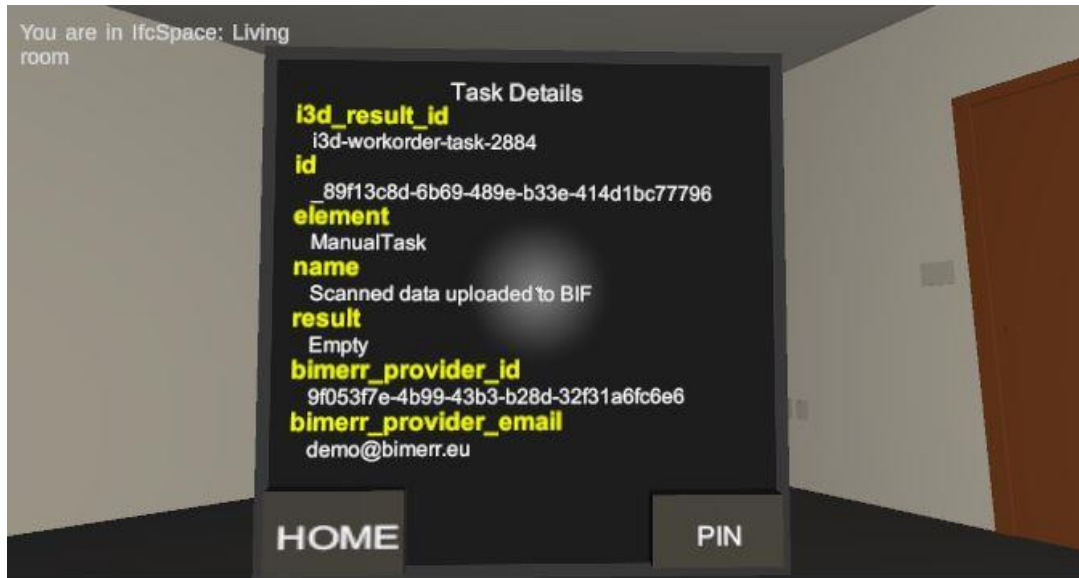 You are in IfcSpace: Living
room
Task Details
i3d_result_id
i3d-workorder-task-2884
id
_89f13c8d-6b69-489e-b33e-414d1bc77796
element
ManualTask
name
Scanned data uploaded to BIF
result
Empty
bimerr_provider_id
9f053f7e-4b99-43b3-b28d-32f31a6fc6e6
bimerr_provider_email
demo@bimerr.eu
HOME
PIN